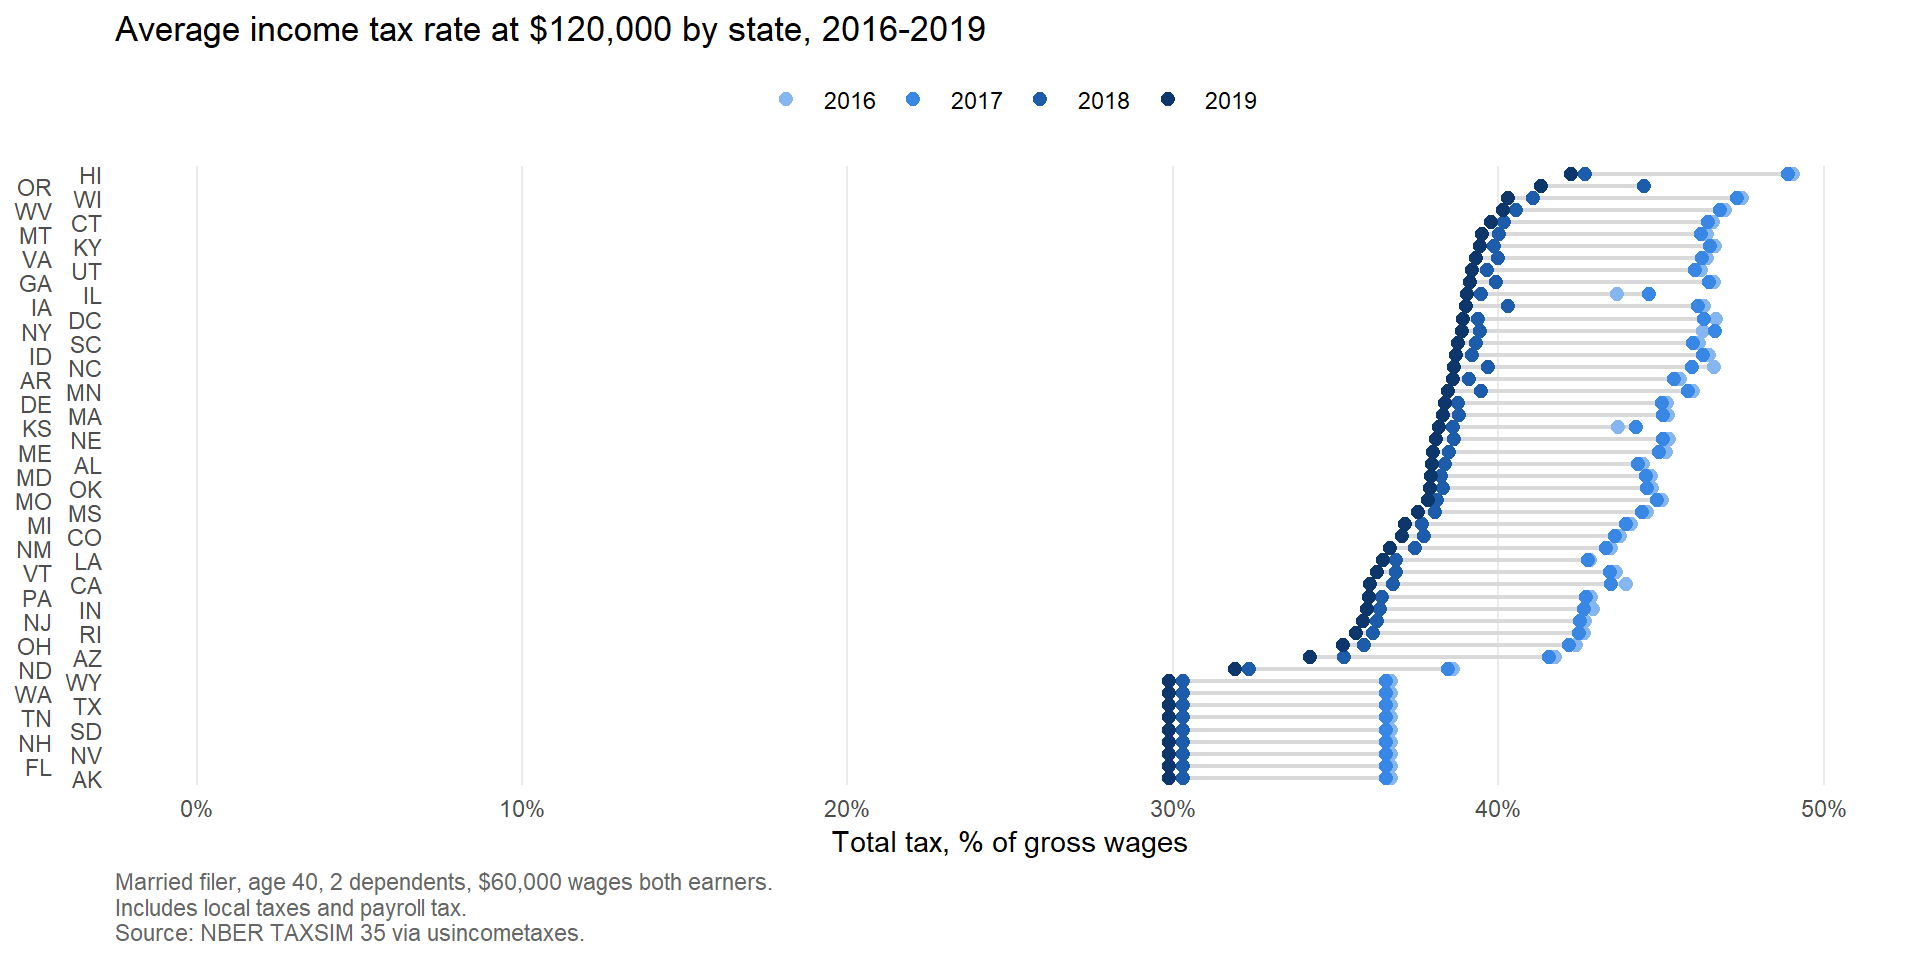 Average income tax rate at $120,000 by state, 2016-2019
2016 2017 2018 2019
HI
OR
WI
WV
CT
MT
KY
VA
UT
GA
IL
IA
DC
NY
SC
ID
NC
AR
MN
DE
MA
KS
NE
ME
AL
MD
OK
MO
MS
MI
CO
NM
LA
VT
CA
PA
IN
NJ
RI
OH
AZ
ND
WY
WA
TX
TN
SD
NH
NV
FL
AK
0% 10% 20% 30% 40% 50%
Total tax, % of gross wages
Married filer, age 40, 2 dependents, $60,000 wages both earners.
Includes local taxes and payroll tax.
Source: NBER TAXSIM 35 via usincometaxes.